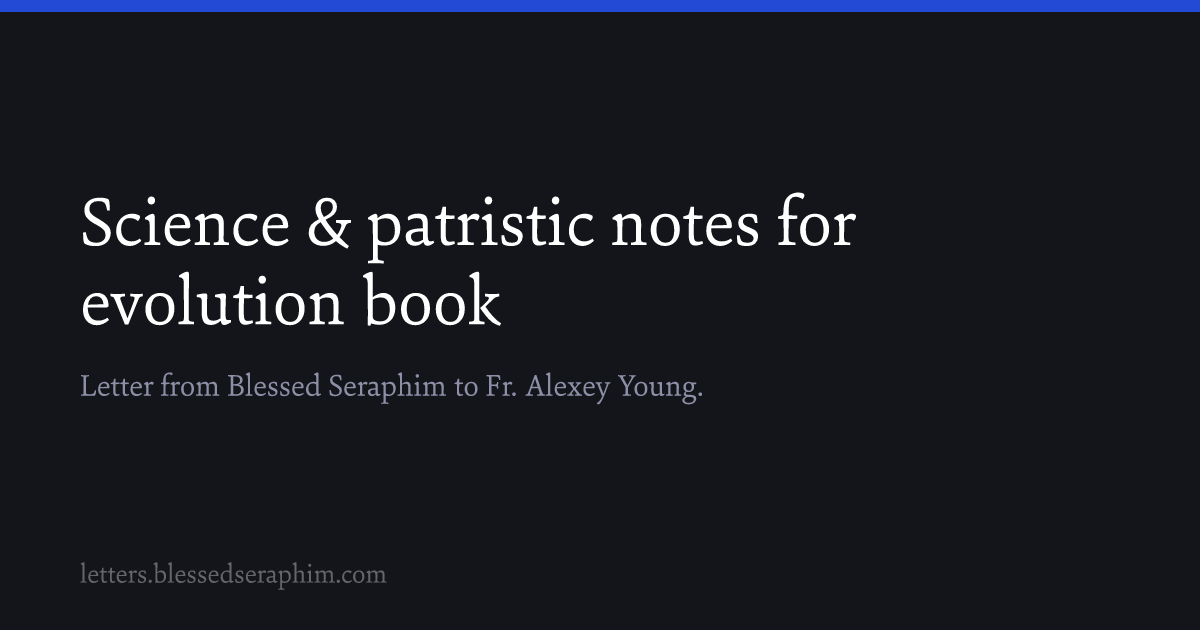 Science & patristic notes for
evolution book
Letter from Blessed Seraphim to Fr. Alexey Young.
letters.blessedseraphim.com